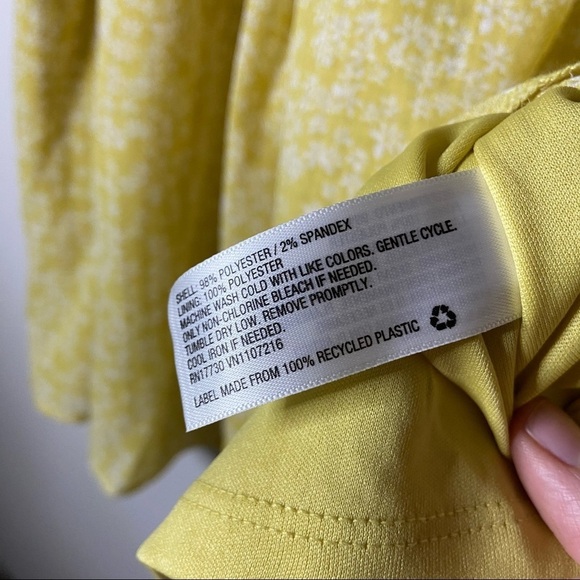 SHELL: 98% POLYESTER / 2% SPANDEX
LINING: 100% POLYESTER
MACHINE WASH COLD WITH LIKE COLORS. GENTLE CYCLE.
ONLY NON-CHLORINE BLEACH IF NEEDED.
TUMBLE DRY LOW. REMOVE PROMPTLY.
COOL IRON IF NEEDED.
RN17730 VN1107216
LABEL MADE FROM 100% RECYCLED PLASTIC